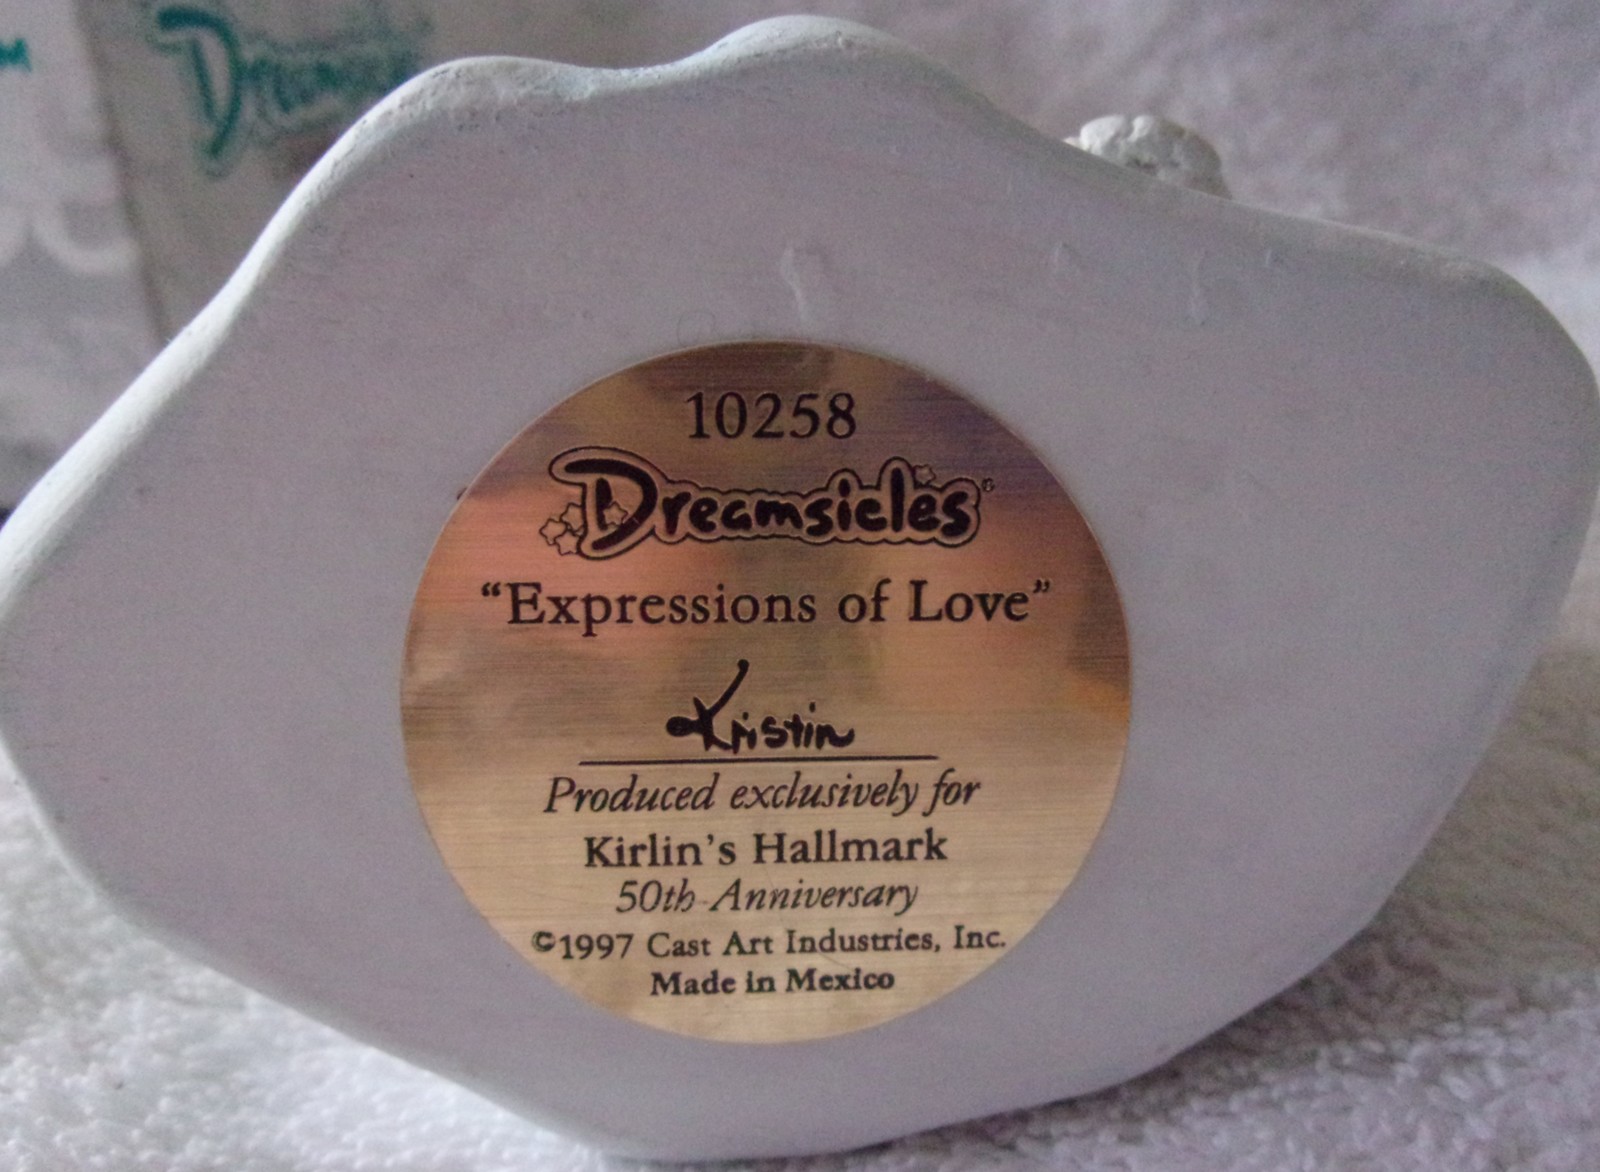 Dreamsicles
10258
Dreamsicles®
"Expressions of Love"
Kristin
Produced exclusively for
Kirlin's Hallmark
50th Anniversary
©1997 Cast Art Industries, Inc.
Made in Mexico